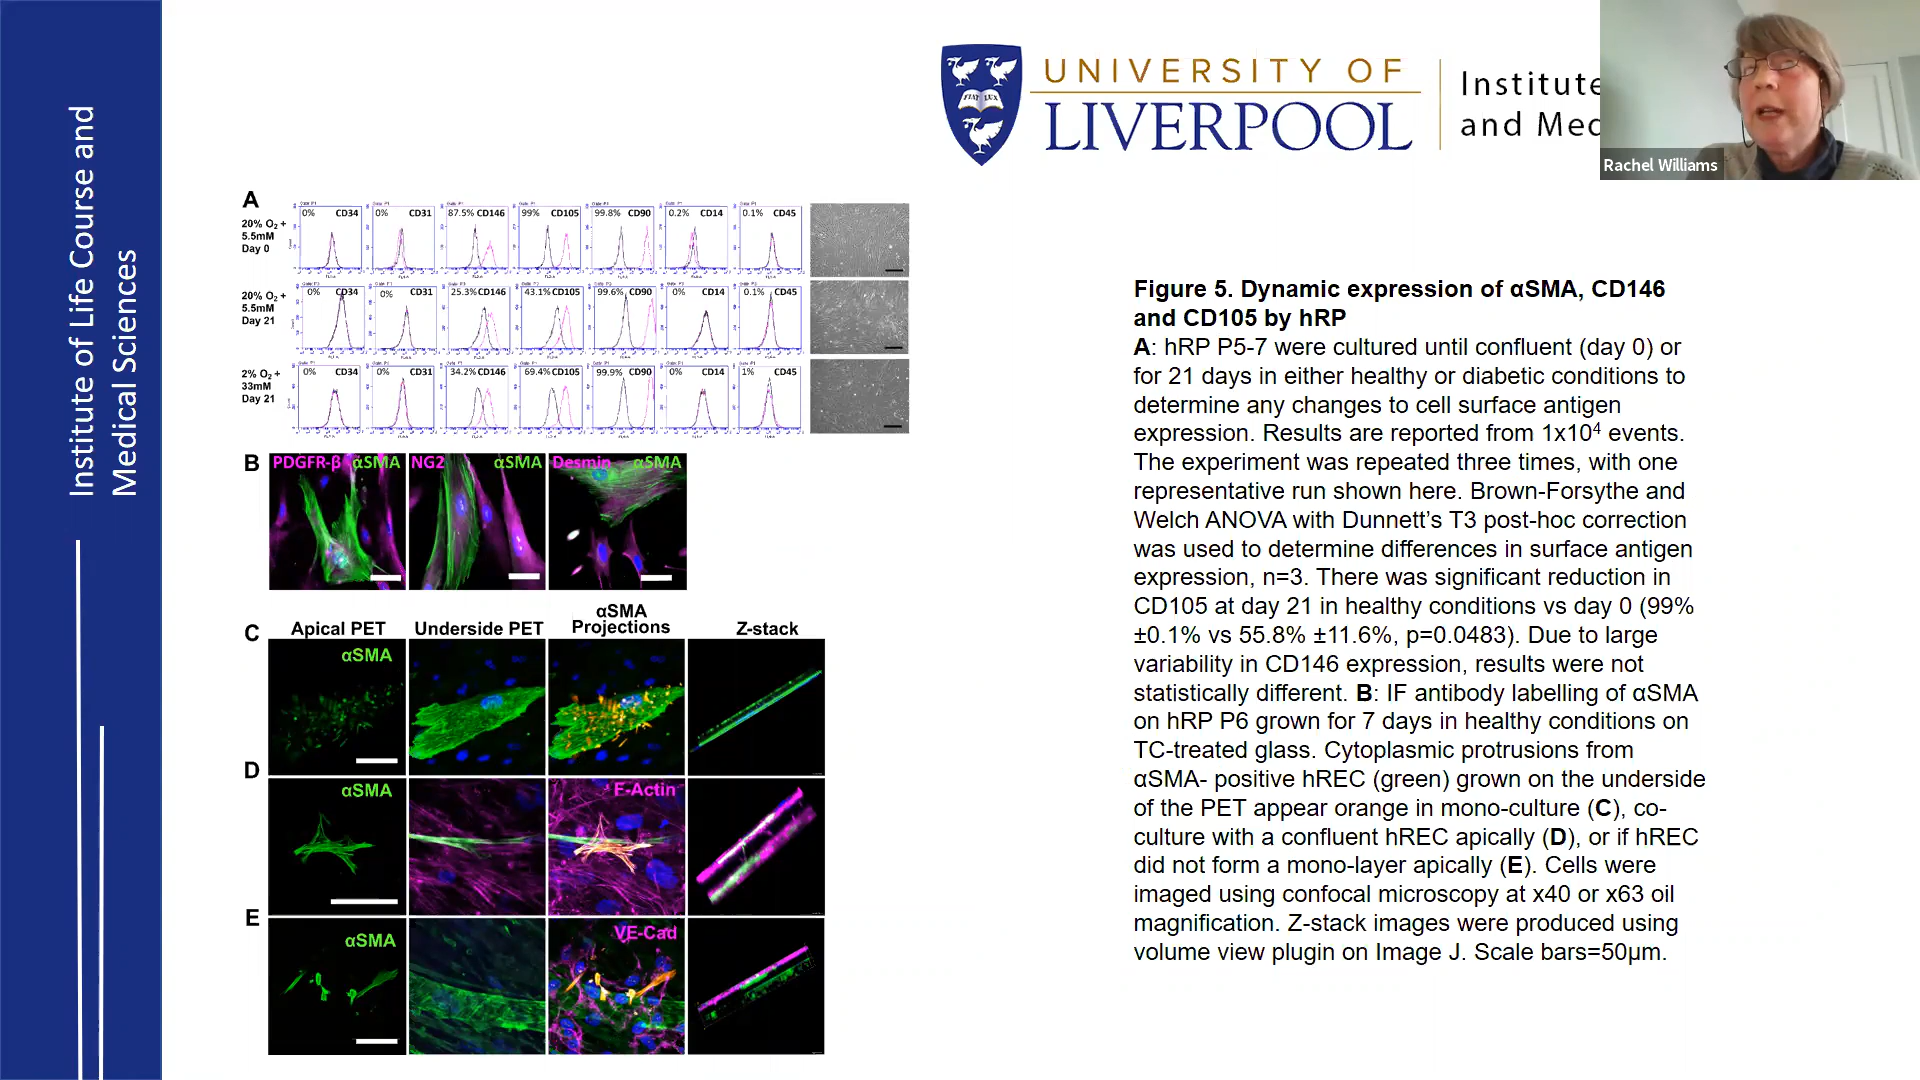 Institute of Life Course and
Medical Sciences
UNIVERSITY OF
LIVERPOOL
FIAT LUX
Institute
and Med
Rachel Williams
A
20% O₂ +
5.5mM
Day 0
0% CD34
0% CD31
87.5% CD146
99% CD105
99.8% CD90
0.2% CD14
0.1% CD45
20% O₂ +
5.5mM
Day 21
0% CD34
0% CD31
25.3% CD146
43.1% CD105
99.6% CD90
0% CD14
0.1% CD45
2% O₂ +
33mM
Day 21
0% CD34
0% CD31
34.2% CD146
69.4% CD105
99.9% CD90
0% CD14
1% CD45
B
PDGFR-β αSMA
NG2 αSMA
Desmin αSMA
C
Apical PET
Underside PET
αSMA
Projections
Z-stack
αSMA
D
αSMA
F-Actin
E
αSMA
VE-Cad
Figure 5. Dynamic expression of αSMA, CD146
and CD105 by hRP
A: hRP P5-7 were cultured until confluent (day 0) or
for 21 days in either healthy or diabetic conditions to
determine any changes to cell surface antigen
expression. Results are reported from 1x10⁴ events.
The experiment was repeated three times, with one
representative run shown here. Brown-Forsythe and
Welch ANOVA with Dunnett’s T3 post-hoc correction
was used to determine differences in surface antigen
expression, n=3. There was significant reduction in
CD105 at day 21 in healthy conditions vs day 0 (99%
±0.1% vs 55.8% ±11.6%, p=0.0483). Due to large
variability in CD146 expression, results were not
statistically different. B: IF antibody labelling of αSMA
on hRP P6 grown for 7 days in healthy conditions on
TC-treated glass. Cytoplasmic protrusions from
αSMA- positive hREC (green) grown on the underside
of the PET appear orange in mono-culture (C), co-
culture with a confluent hREC apically (D), or if hREC
did not form a mono-layer apically (E). Cells were
imaged using confocal microscopy at x40 or x63 oil
magnification. Z-stack images were produced using
volume view plugin on Image J. Scale bars=50μm.